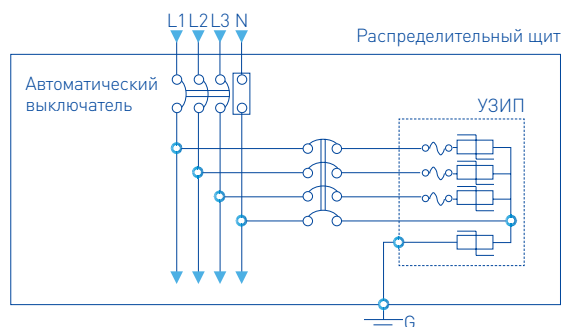 L1 L2 L3 N
Распределительный щит
Автоматический
выключатель
УЗИП
G